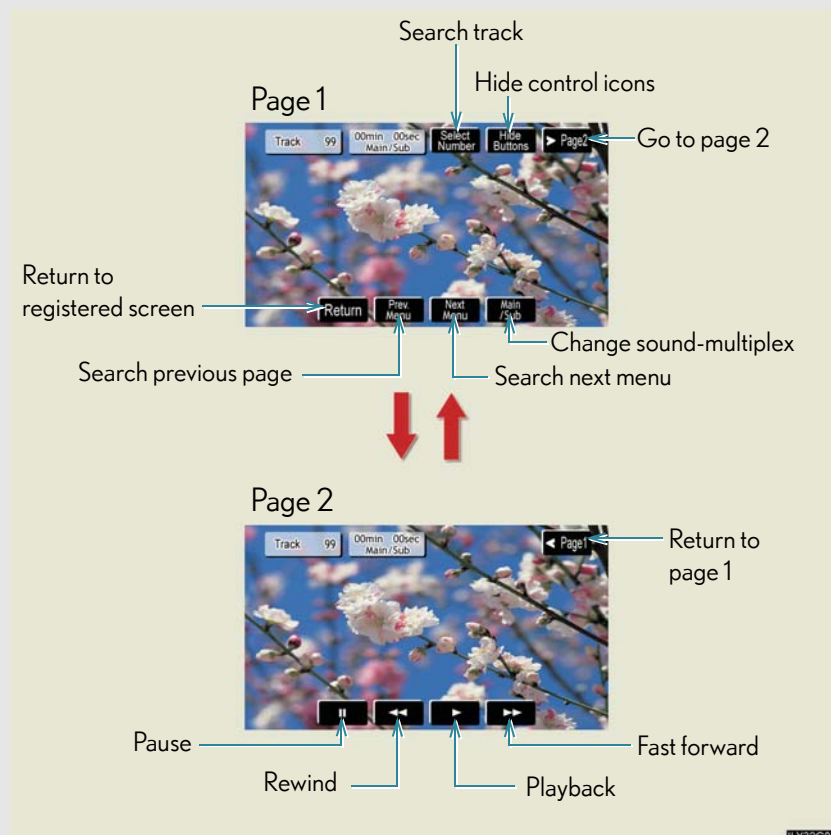 Search track
Hide control icons
Page 1
Track 99
00min 00sec
Main/Sub
Select
Number
Hide
Buttons
Page2
Go to page 2
Return to
registered screen
Return
Prev.
Menu
Next
Menu
Main
/Sub
Change sound-multiplex
Search previous page
Search next menu
Page 2
Track 99
00min 00sec
Main/Sub
Page1
Return to
page 1
Pause
Fast forward
Rewind
Playback